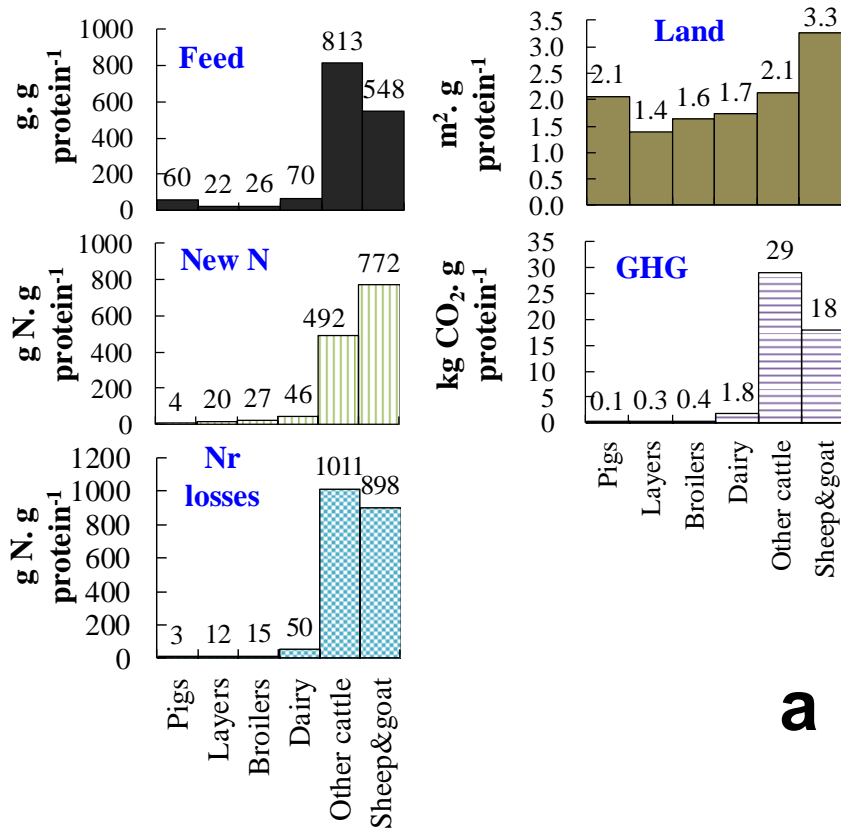 Feed
g. g
protein⁻¹
1000
800
600
400
200
0
60 22 26 70 813 548
Land
m². g
protein⁻¹
3.5
3.0
2.5
2.0
1.5
1.0
0.5
0.0
2.1 1.4 1.6 1.7 2.1 3.3
New N
g N. g
protein⁻¹
1000
800
600
400
200
0
4 20 27 46 492 772
GHG
kg CO₂. g
protein⁻¹
35
30
25
20
15
10
5
0
0.1 0.3 0.4 1.8 29 18
Pigs
Layers
Broilers
Dairy
Other cattle
Sheep&goat
Nr
losses
g N. g
protein⁻¹
1200
1000
800
600
400
200
0
3 12 15 50 1011 898
Pigs
Layers
Broilers
Dairy
Other cattle
Sheep&goat
a